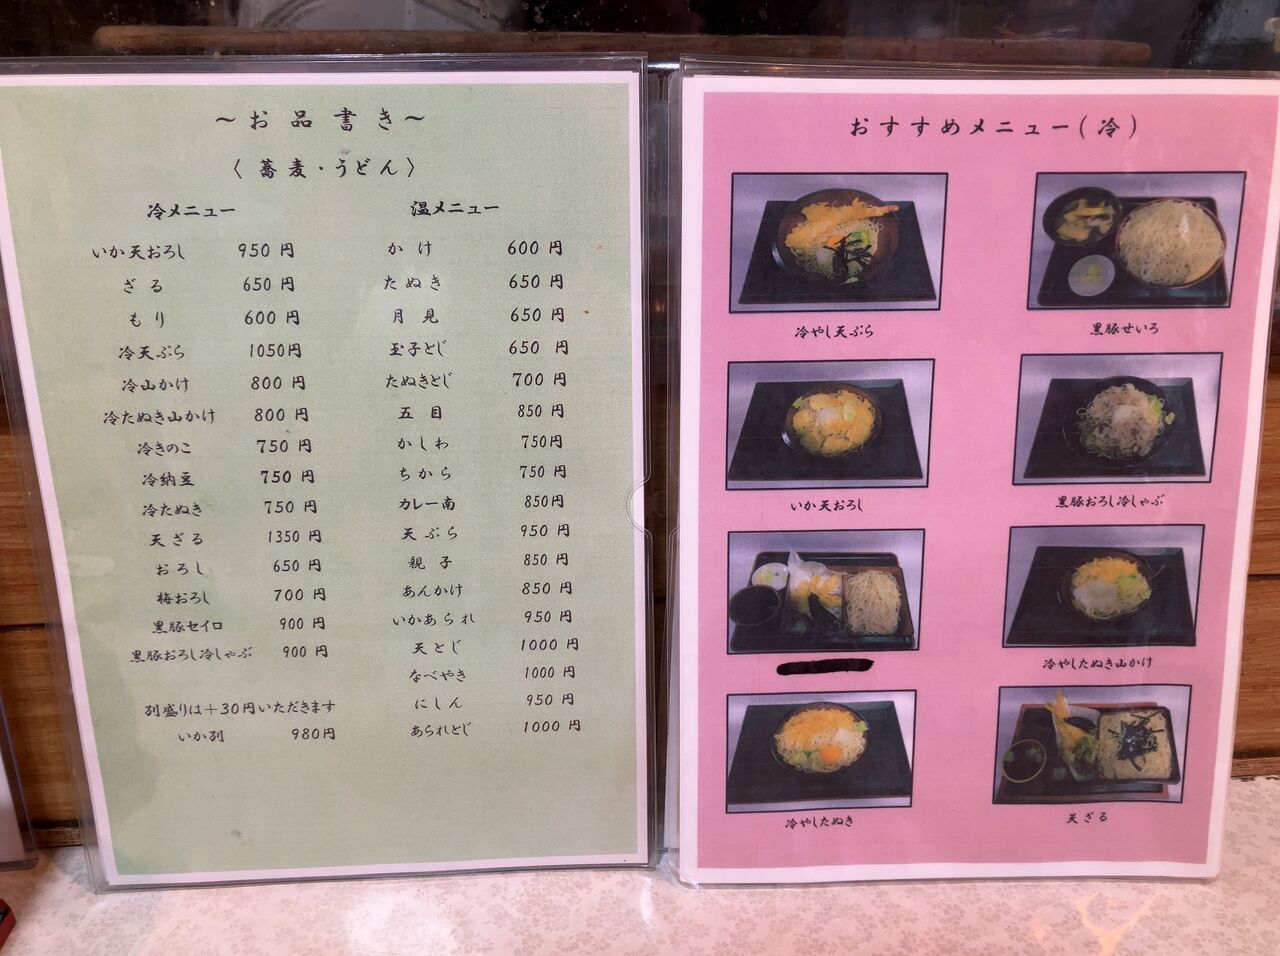 ～お品書き～
〈 蕎麦・うどん 〉
冷メニュー
いか天おろし 950円
ざる 650円
もり 600円
冷天ぷら 1050円
冷山かけ 800円
冷たぬき山かけ 800円
冷きのこ 750円
冷納豆 750円
冷たぬき 750円
天ざる 1350円
おろし 650円
梅おろし 700円
黒豚セイロ 900円
黒豚おろし冷しゃぶ 900円
別盛りは＋30円いただきます
いか別 980円
温メニュー
かけ 600円
たぬき 650円
月見 650円
玉子とじ 650円
たぬきとじ 700円
五目 850円
かしわ 750円
ちから 750円
カレー南 850円
天ぷら 950円
親子 850円
あんかけ 850円
いかあられ 950円
天とじ 1000円
なべやき 1000円
にしん 950円
あられとじ 1000円
おすすめメニュー(冷)
冷やし天ぷら
黒豚せいろ
いか天おろし
黒豚おろし冷しゃぶ
冷やしたぬき山かけ
冷やしたぬき
天ざる